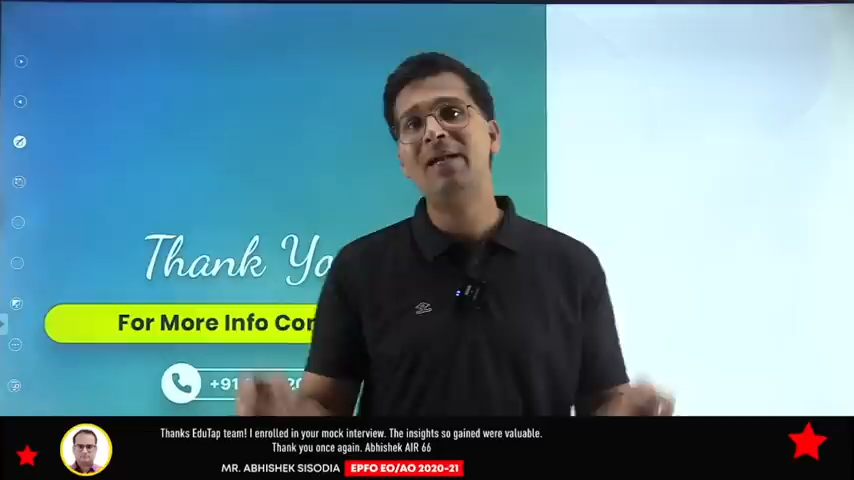 Thank Yo
For More Info Con
+91
Thanks EduTap team! I enrolled in your mock interview. The insights so gained were valuable.
Thank you once again. Abhishek AIR 66
MR. ABHISHEK SISODIA EPFO EO/AO 2020-21